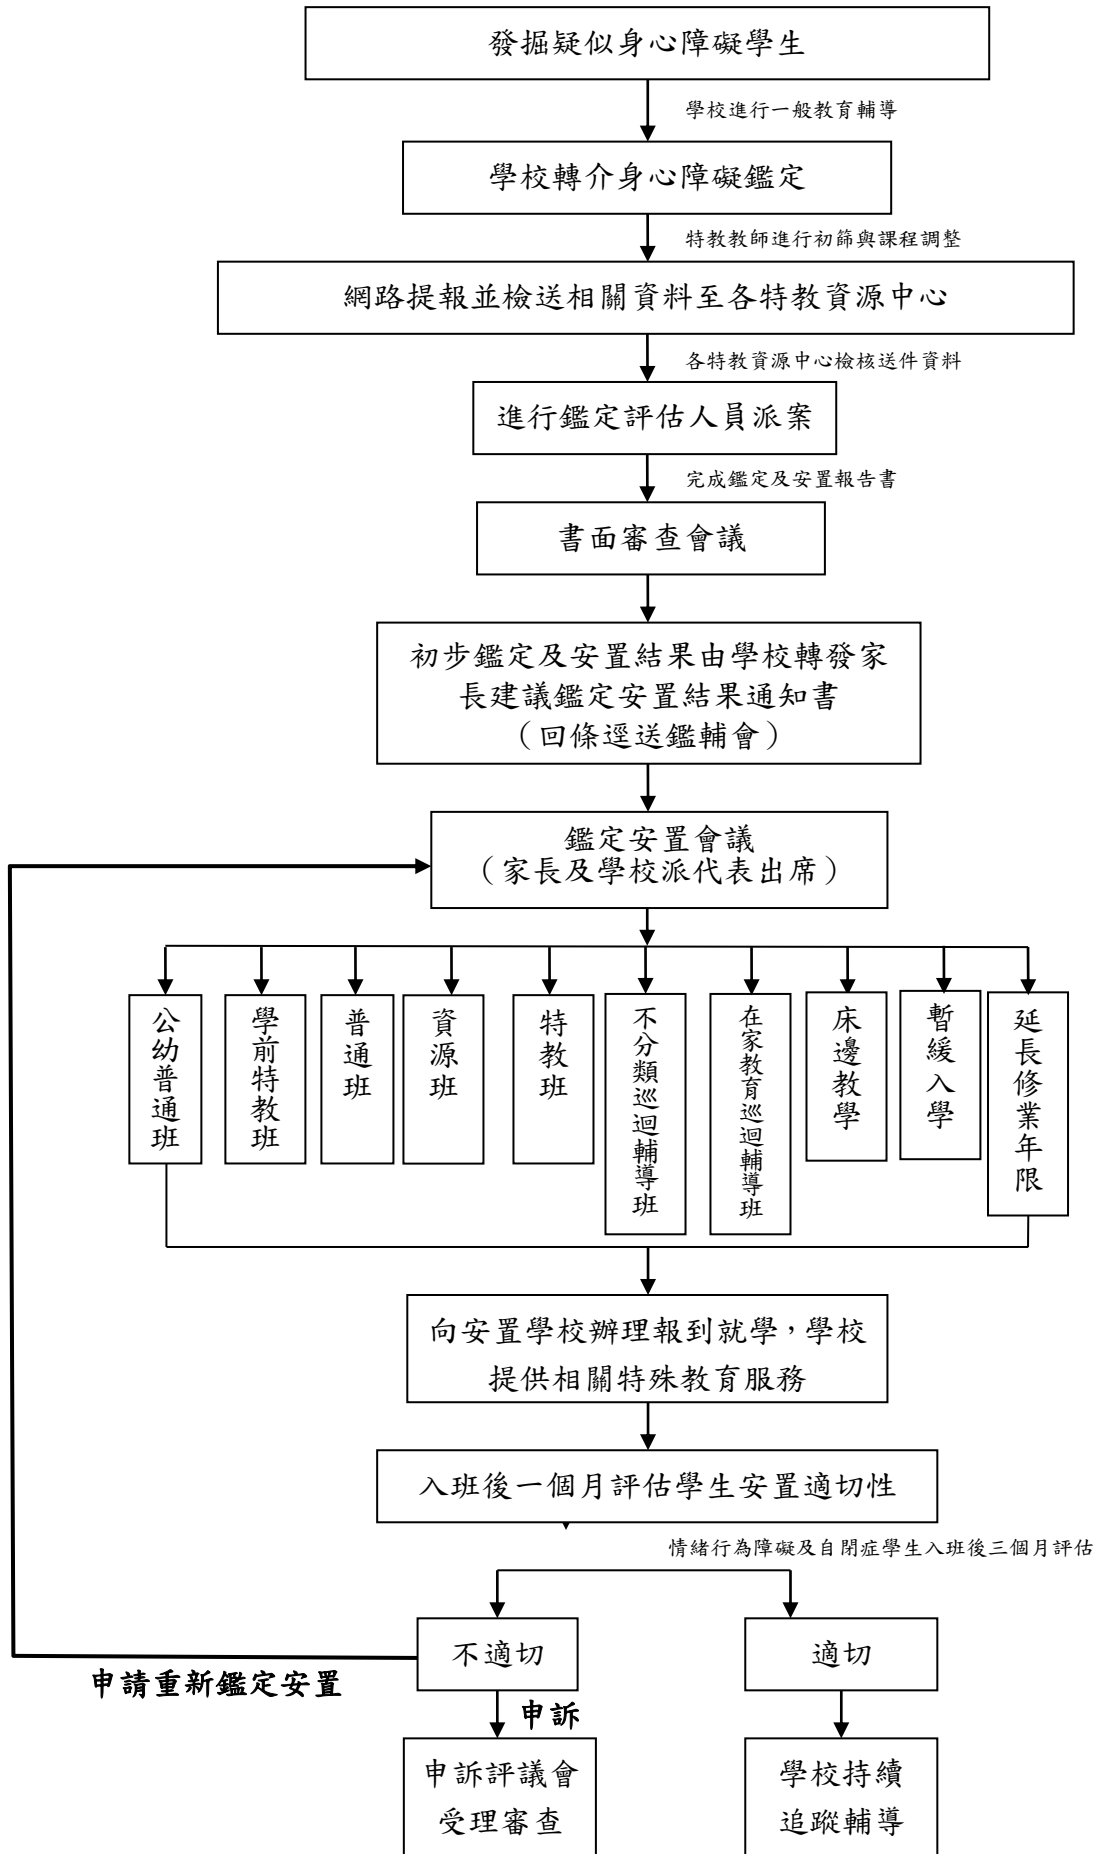 發掘疑似身心障礙學生
學校進行一般教育輔導
學校轉介身心障礙鑑定
特教教師進行初篩與課程調整
網路提報並檢送相關資料至各特教資源中心
各特教資源中心檢核送件資料
進行鑑定評估人員派案
完成鑑定及安置報告書
書面審查會議
初步鑑定及安置結果由學校轉發家
長建議鑑定安置結果通知書
（回條逕送鑑輔會）
鑑定安置會議
（家長及學校派代表出席）
公幼普通班
學前特教班
普通班
資源班
特教班
不分類巡迴輔導班
在家教育巡迴輔導班
床邊教學
暫緩入學
延長修業年限
向安置學校辦理報到就學，學校
提供相關特殊教育服務
入班後一個月評估學生安置適切性
情緒行為障礙及自閉症學生入班後三個月評估
不適切
適切
申請重新鑑定安置
申訴
申訴評議會
受理審查
學校持續
追蹤輔導